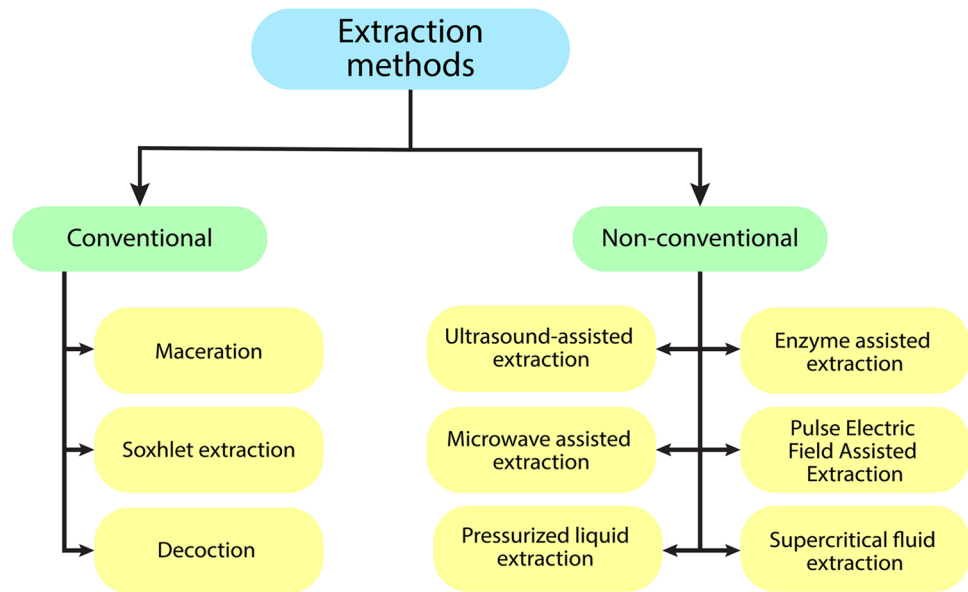 Extraction
methods
Conventional
Non-conventional
Maceration
Soxhlet extraction
Decoction
Ultrasound-assisted
extraction
Enzyme assisted
extraction
Microwave assisted
extraction
Pulse Electric
Field Assisted
Extraction
Pressurized liquid
extraction
Supercritical fluid
extraction